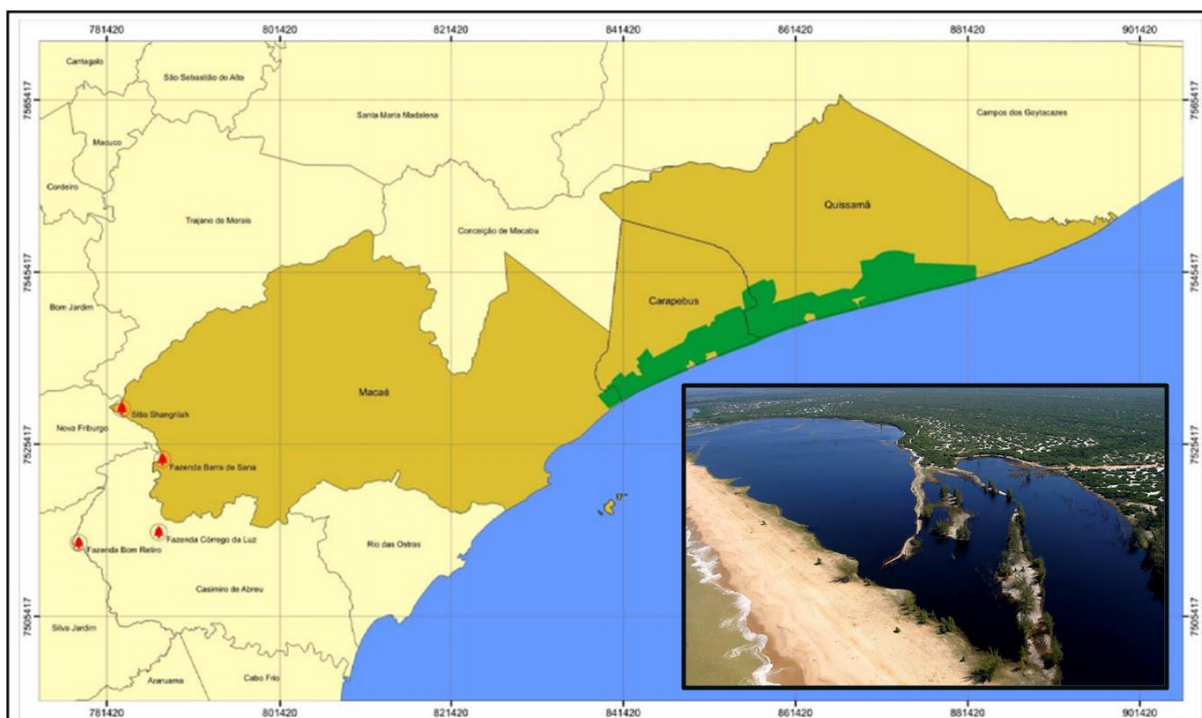 781420 801420 821420 841420 861420 881420 901420
Cantagalo
São Sebastião do Alto
7565417 7565417
Santa Maria Madalena
Campos dos Goytacazes
Macuco
Cordeiro
Quissamã
Trajano de Morais
Conceição de Macabu
7545417 7545417
Carapebus
Bom Jardim
Macaé
Sítio Shangrilah
Nova Friburgo
7525417 7525417
Fazenda Barra de Sana
Fazenda Córrego da Luz
Fazenda Bom Retiro
Rio das Ostras
Casimiro de Abreu
7505417 7505417
Silva Jardim
Araruama
Cabo Frio
781420 801420 821420 841420 861420 881420 901420